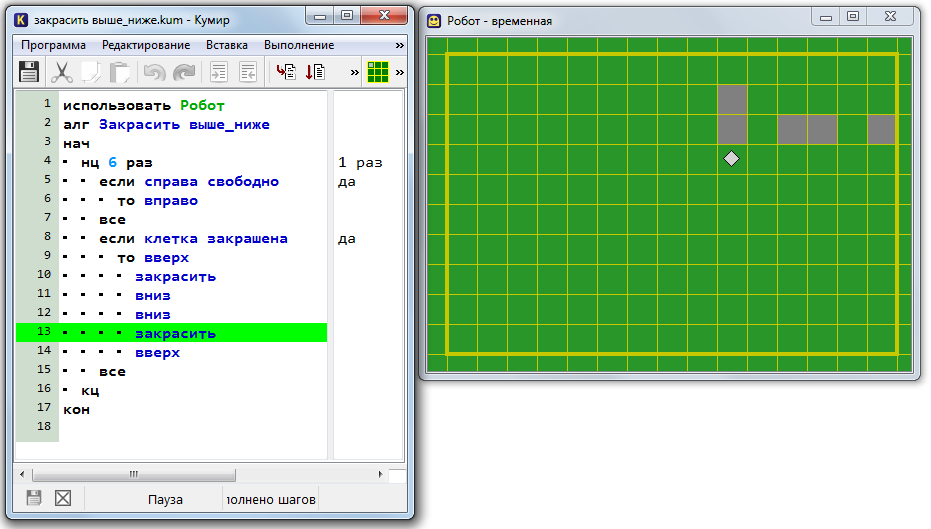 закрасить выше_ниже.kum - Кумир
Программа Редактирование Вставка Выполнение »
» »
1 использовать Робот
2 алг Закрасить выше_ниже
3 нач
4 нц 6 раз 1 раз
5 если справа свободно да
6 то вправо
7 все
8 если клетка закрашена да
9 то вверх
10 закрасить
11 вниз
12 вниз
13 закрасить
14 вверх
15 все
16 кц
17 кон
18
Пауза олнено шагов
Робот - временная